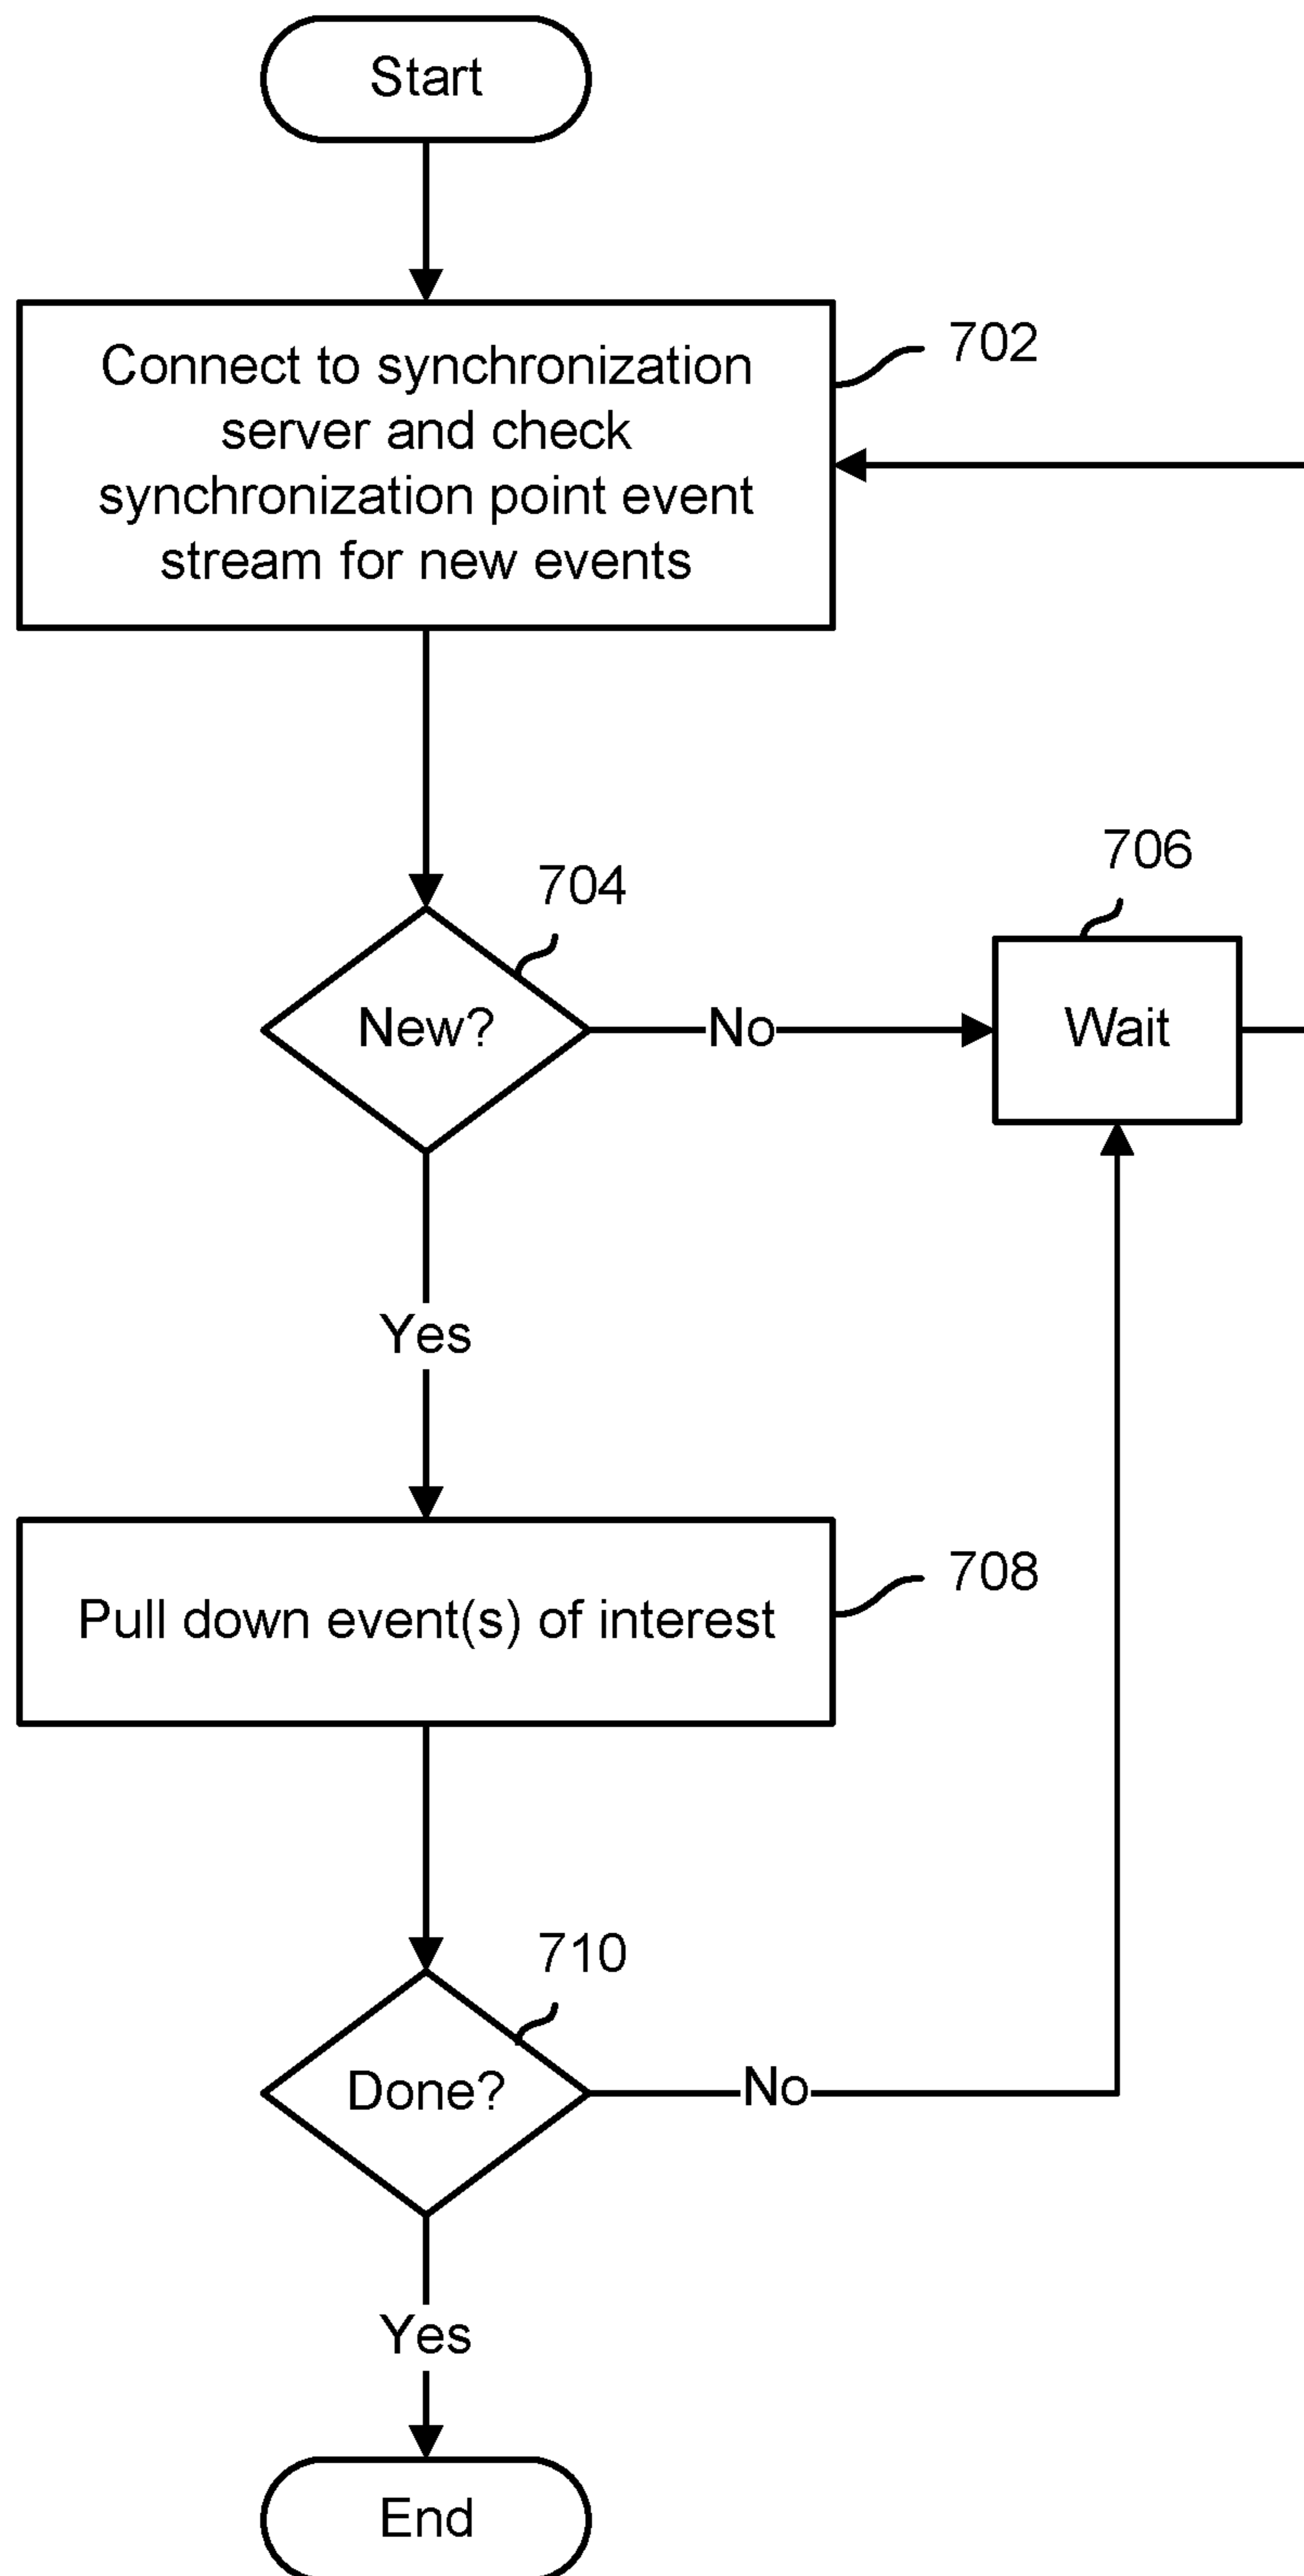 Start
Connect to synchronization
server and check
synchronization point event
stream for new events
702
704
New?
No
706
Wait
Yes
Pull down event(s) of interest
708
710
Done?
No
Yes
End